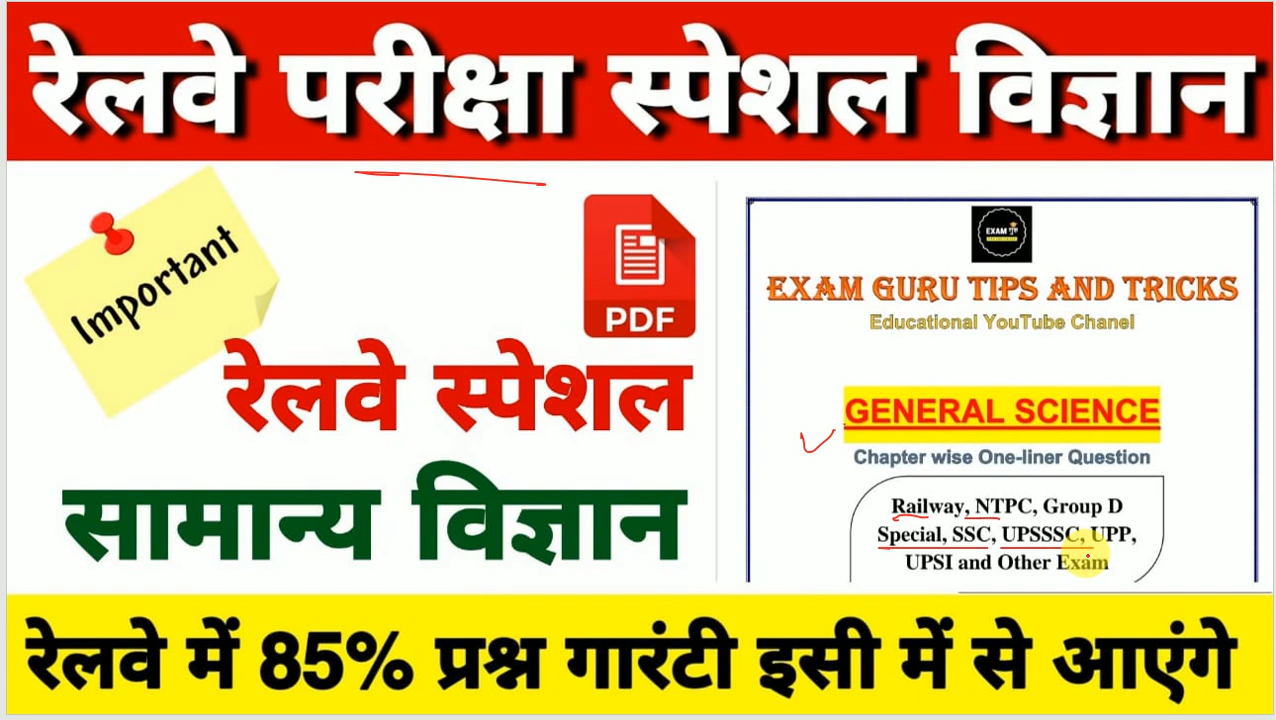 रेलवे परीक्षा स्पेशल विज्ञान
Important
PDF
रेलवे स्पेशल
सामान्य विज्ञान
EXAM गुरु
EXAM GURU TIPS AND TRICKS
Educational YouTube Chanel
GENERAL SCIENCE
Chapter wise One-liner Question
Railway, NTPC, Group D
Special, SSC, UPSSSC, UPP,
UPSI and Other Exam
रेलवे में 85% प्रश्न गारंटी इसी में से आएंगे